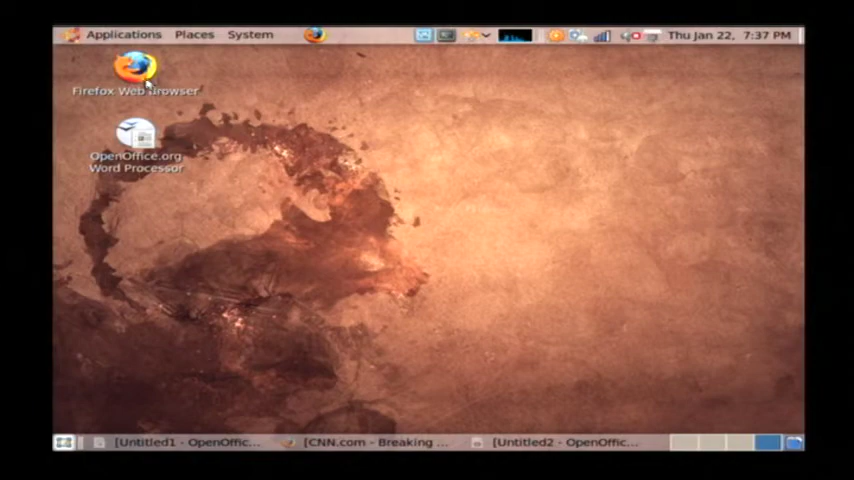 Applications Places System Thu Jan 22, 7:37 PM
Firefox Web Browser
OpenOffice.org
Word Processor
[Untitled1 - OpenOffic... [CNN.com - Breaking ... [Untitled2 - OpenOffic...